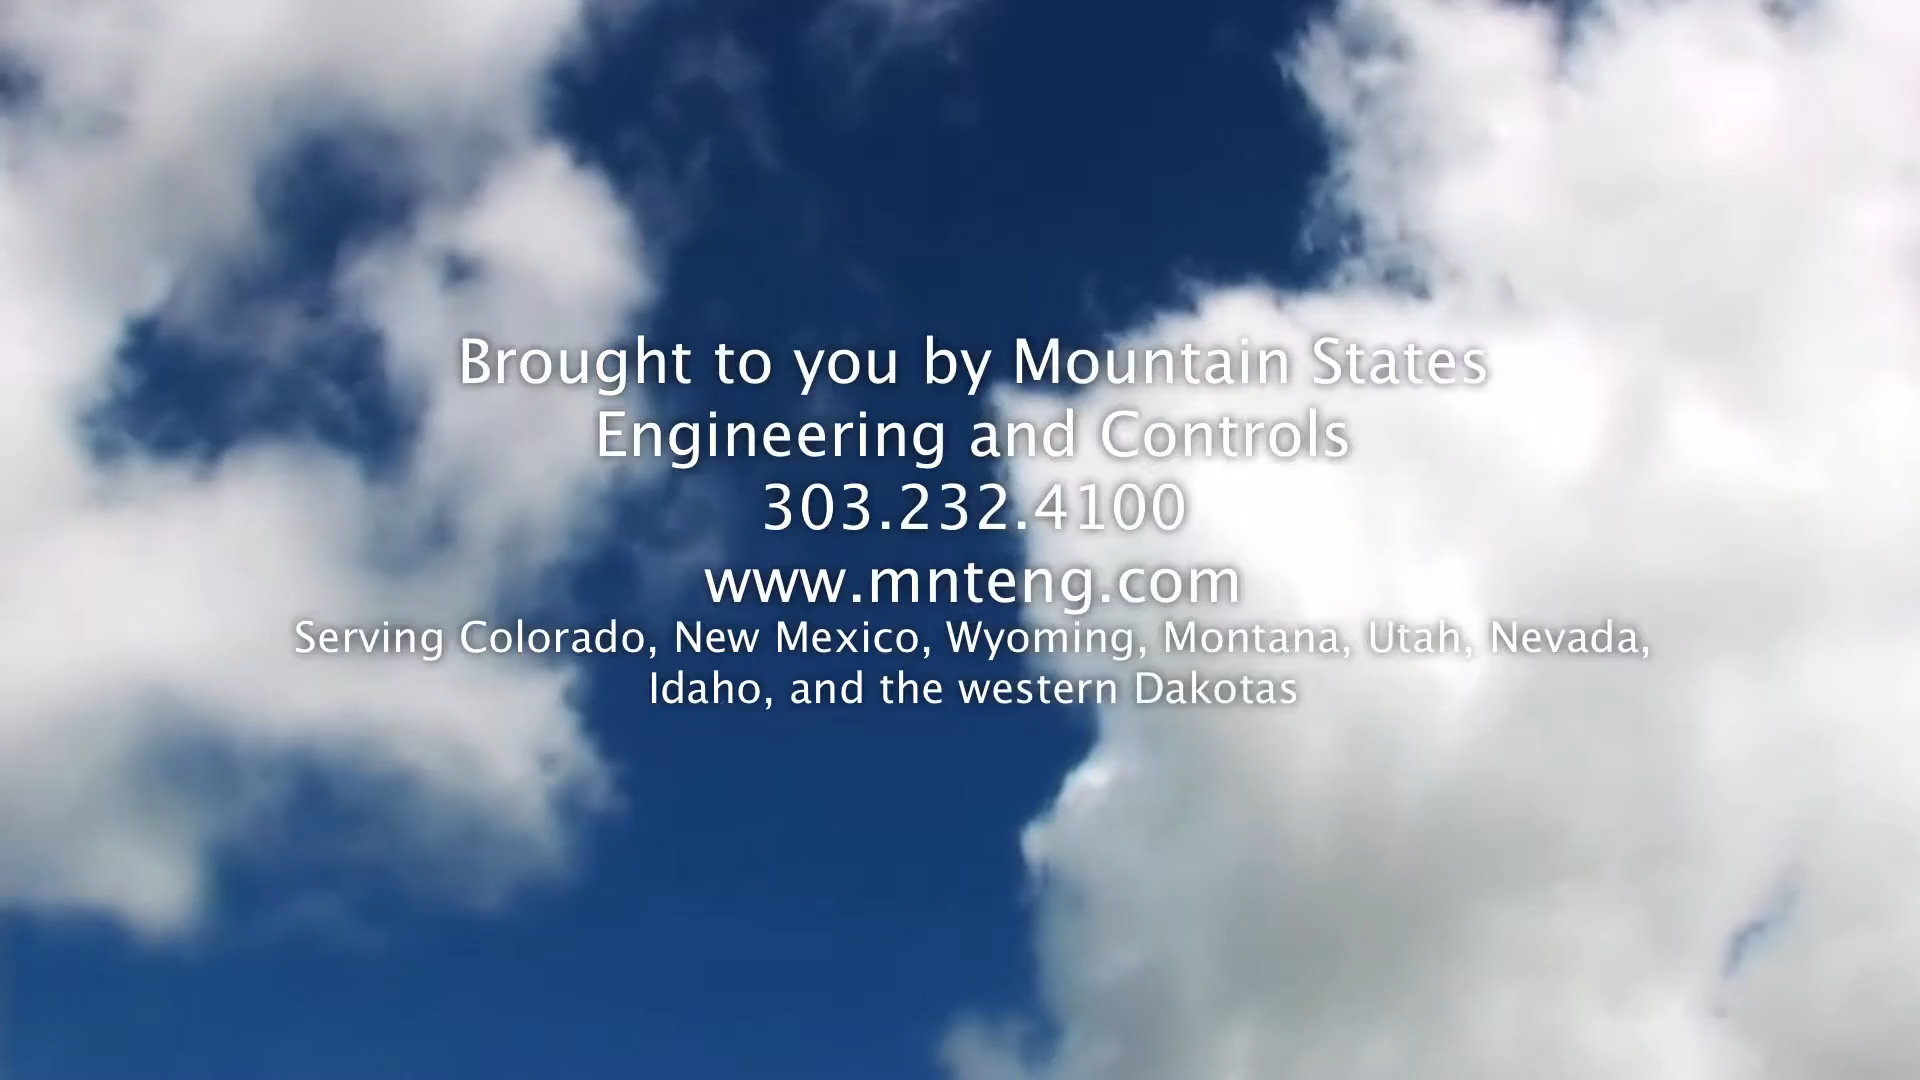 Brought to you by Mountain States
Engineering and Controls
303.232.4100
www.mnteng.com
Serving Colorado, New Mexico, Wyoming, Montana, Utah, Nevada,
Idaho, and the western Dakotas